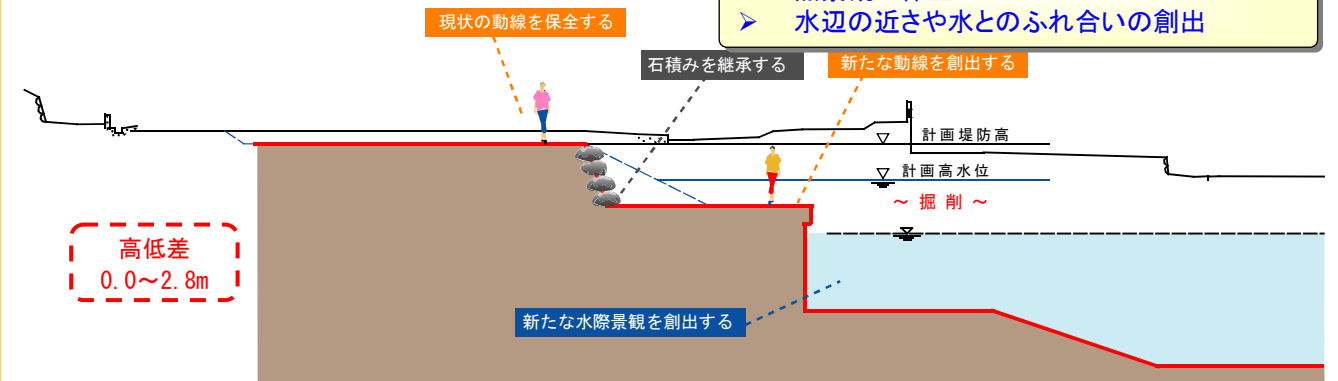 ➢ 水辺の近さや水とのふれ合いの創出
現状の動線を保全する
石積みを継承する
新たな動線を創出する
計画堤防高
計画高水位
～ 掘 削 ～
高低差
0.0～2.8m
新たな水際景観を創出する